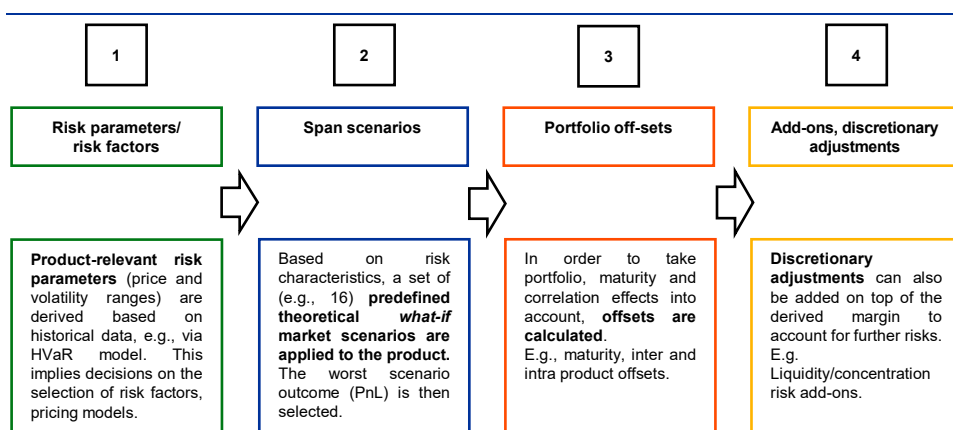 1
2
3
4
Risk parameters/
risk factors
Span scenarios
Portfolio off-sets
Add-ons, discretionary
adjustments
Product-relevant risk
parameters (price and
volatility ranges) are
derived based on
historical data, e.g., via
HVaR model. This
implies decisions on the
selection of risk factors,
pricing models.
Based on risk
characteristics, a set of
(e.g., 16) predefined
theoretical what-if
market scenarios are
applied to the product.
The worst scenario
outcome (PnL) is then
selected.
In order to take
portfolio, maturity and
correlation effects into
account, offsets are
calculated.
E.g., maturity, inter and
intra product offsets.
Discretionary
adjustments can also
be added on top of the
derived margin to
account for further risks.
E.g.
Liquidity/concentration
risk add-ons.